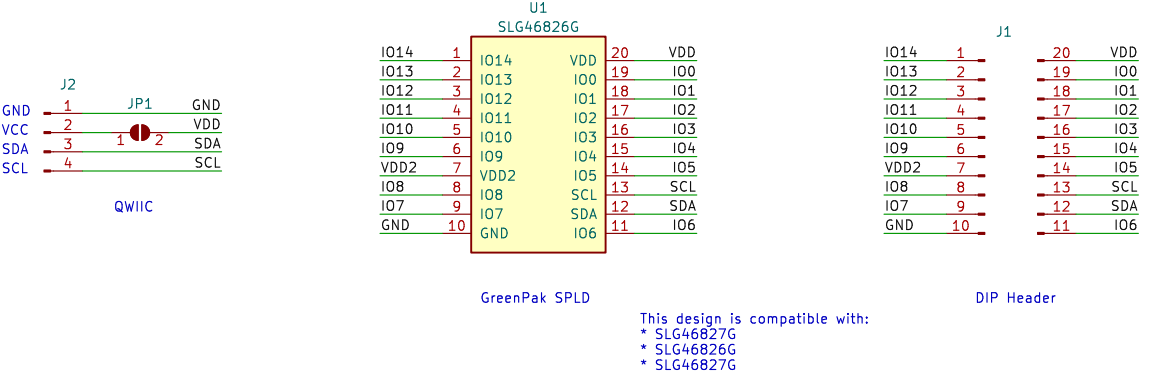 J2
JP1
GND 1 GND
VCC 2 1 2 VDD
SDA 3 SDA
SCL 4 SCL
QWIIC
U1
SLG46826G
IO14 1 IO14 VDD 20 VDD
IO13 2 IO13 IO0 19 IO0
IO12 3 IO12 IO1 18 IO1
IO11 4 IO11 IO2 17 IO2
IO10 5 IO10 IO3 16 IO3
IO9 6 IO9 IO4 15 IO4
VDD2 7 VDD2 IO5 14 IO5
IO8 8 IO8 SCL 13 SCL
IO7 9 IO7 SDA 12 SDA
GND 10 GND IO6 11 IO6
GreenPak SPLD
This design is compatible with:
* SLG46827G
* SLG46826G
* SLG46827G
J1
IO14 1 20 VDD
IO13 2 19 IO0
IO12 3 18 IO1
IO11 4 17 IO2
IO10 5 16 IO3
IO9 6 15 IO4
VDD2 7 14 IO5
IO8 8 13 SCL
IO7 9 12 SDA
GND 10 11 IO6
DIP Header